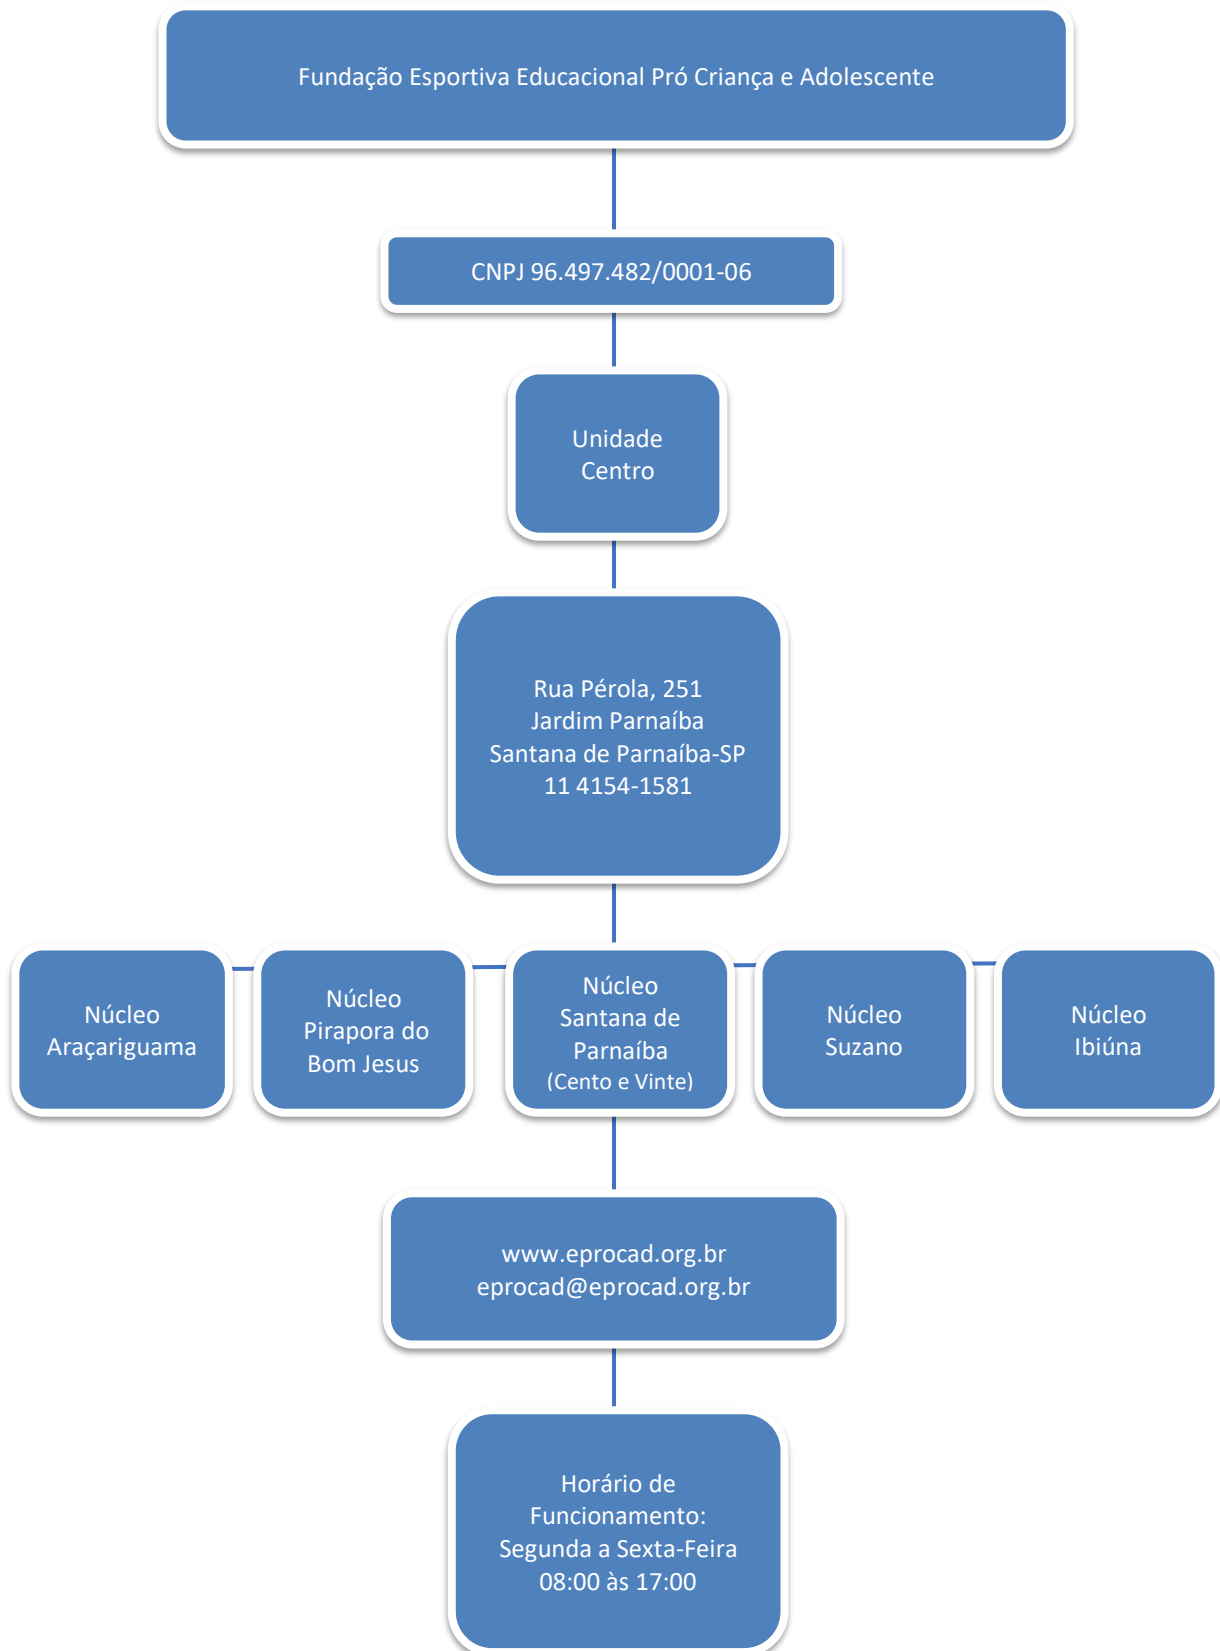 Fundação Esportiva Educacional Pró Criança e Adolescente
CNPJ 96.497.482/0001-06
Unidade
Centro
Rua Pérola, 251
Jardim Parnaíba
Santana de Parnaíba-SP
11 4154-1581
Núcleo
Araçariguama
Núcleo
Pirapora do
Bom Jesus
Núcleo
Santana de
Parnaíba
(Cento e Vinte)
Núcleo
Suzano
Núcleo
Ibiúna
www.eprocad.org.br
eprocad@eprocad.org.br
Horário de
Funcionamento:
Segunda a Sexta-Feira
08:00 às 17:00